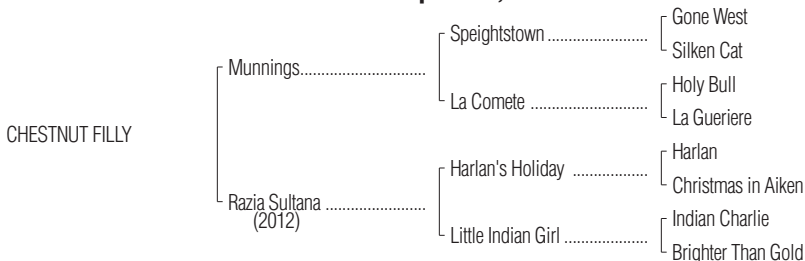 Gone West
Speightstown
Silken Cat
Munnings
Holy Bull
La Comete
La Gueriere
CHESTNUT FILLY
Harlan
Harlan's Holiday
Christmas in Aiken
Razia Sultana
(2012)
Indian Charlie
Little Indian Girl
Brighter Than Gold